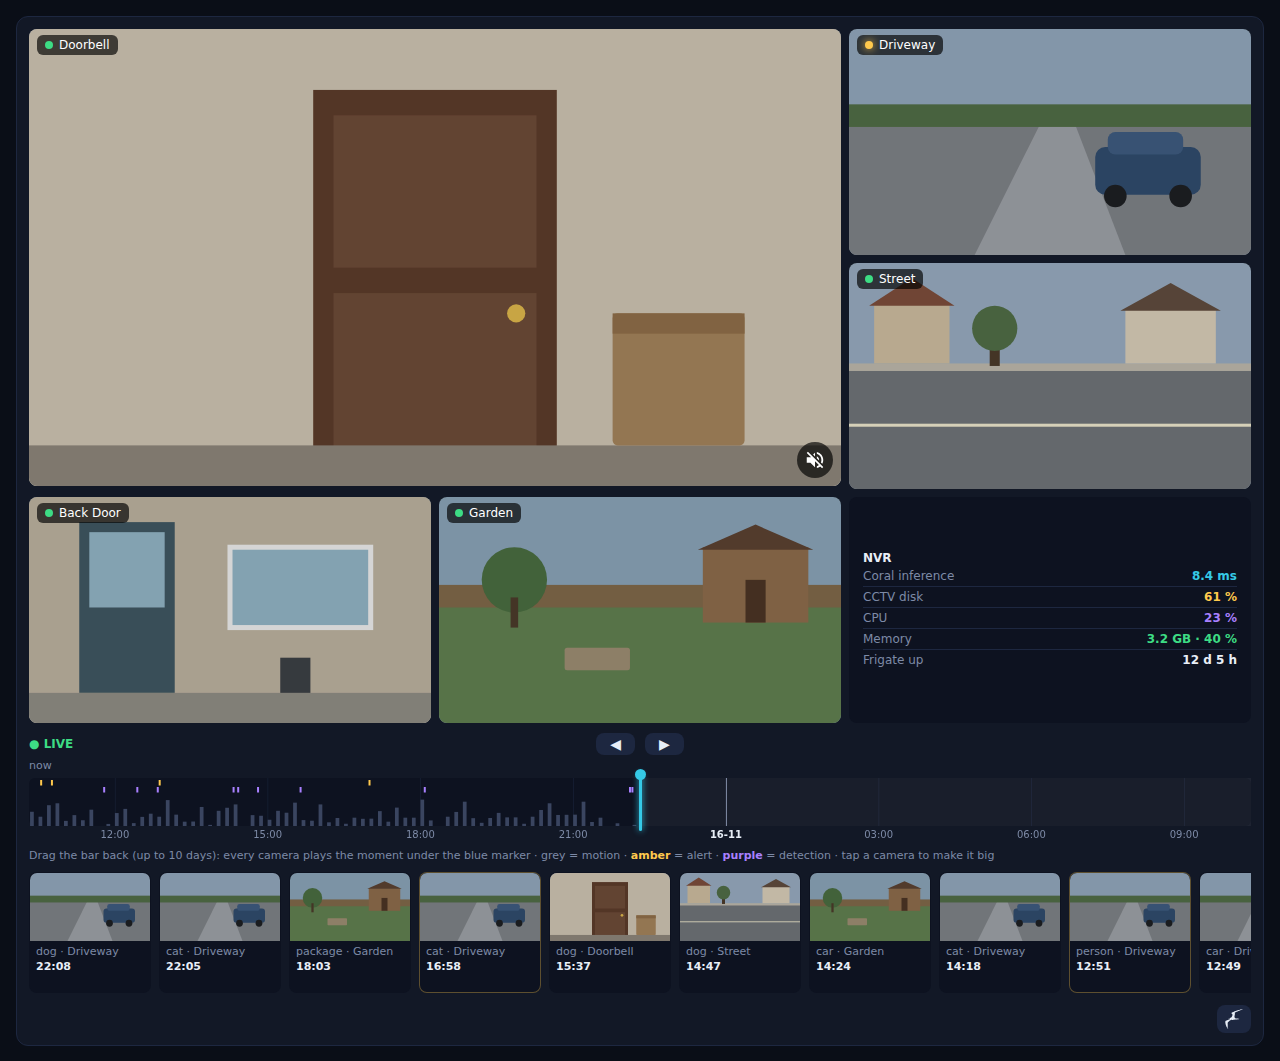 Doorbell
Driveway
Street
Back Door
Garden
NVR
Coral inference 8.4 ms
CCTV disk 61 %
CPU 23 %
Memory 3.2 GB · 40 %
Frigate up 12 d 5 h
● LIVE
◀ ▶
now
12:00 15:00 18:00 21:00 16-11 03:00 06:00 09:00
Drag the bar back (up to 10 days): every camera plays the moment under the blue marker · grey = motion · amber = alert · purple = detection · tap a camera to make it big
dog · Driveway
22:08
cat · Driveway
22:05
package · Garden
18:03
cat · Driveway
16:58
dog · Doorbell
15:37
dog · Street
14:47
car · Garden
14:24
cat · Driveway
14:18
person · Driveway
12:51
car · Dri
12:49